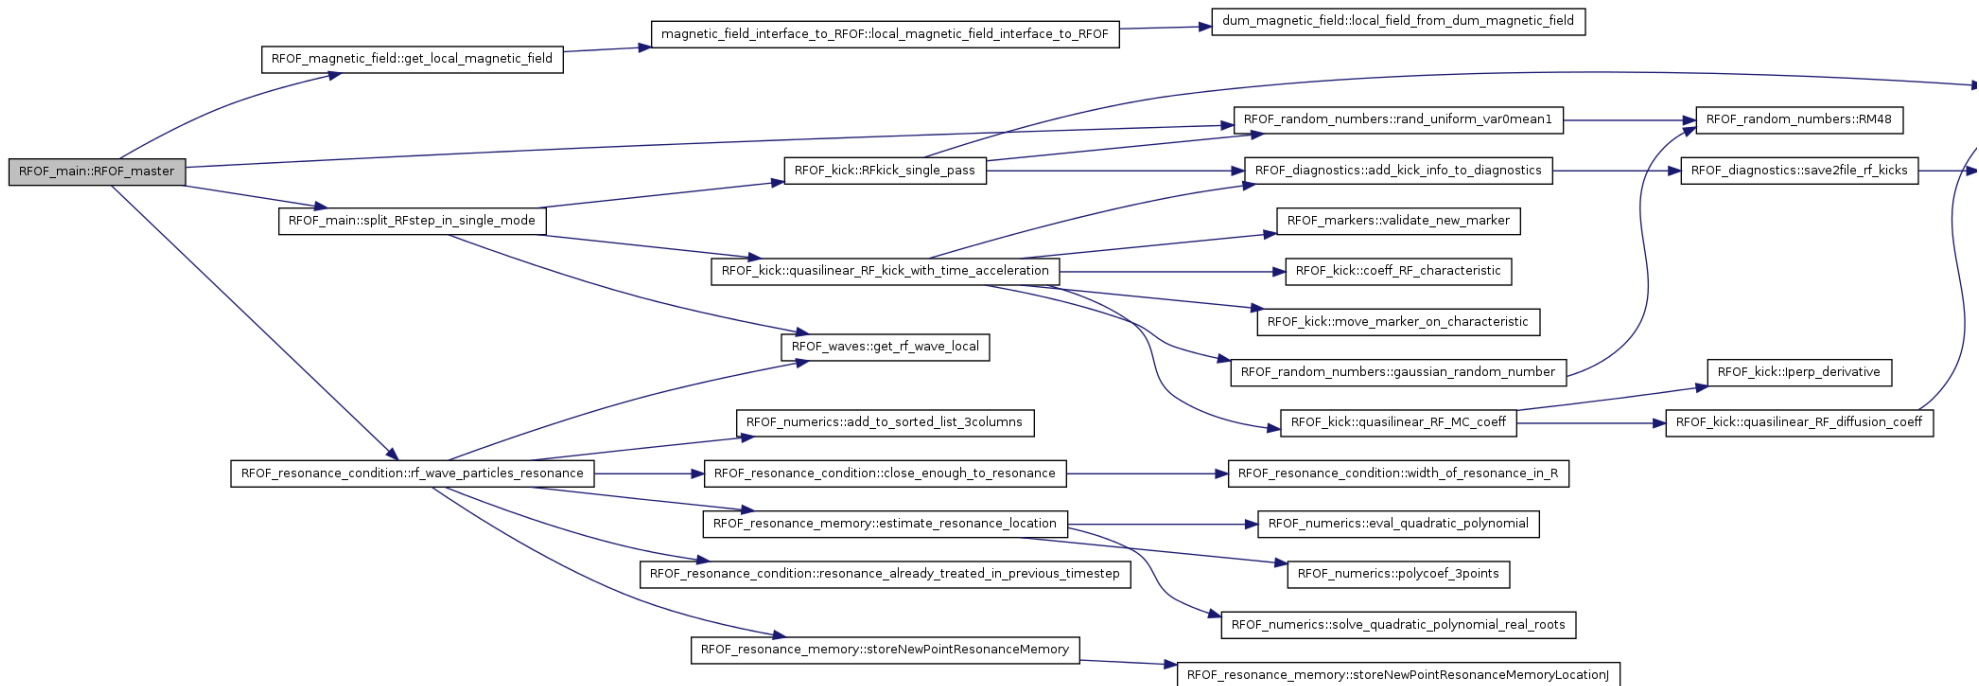 dum_magnetic_field::local_field_from_dum_magnetic_field
magnetic_field_interface_to_RFOF::local_magnetic_field_interface_to_RFOF
RFOF_magnetic_field::get_local_magnetic_field
RFOF_random_numbers::rand_uniform_var0mean1
RFOF_random_numbers::RM48
RFOF_main::RFOF_master
RFOF_kick::RFkick_single_pass
RFOF_diagnostics::add_kick_info_to_diagnostics
RFOF_diagnostics::save2file_rf_kicks
RFOF_main::split_RFstep_in_single_mode
RFOF_markers::validate_new_marker
RFOF_kick::quasilinear_RF_kick_with_time_acceleration
RFOF_kick::coeff_RF_characteristic
RFOF_kick::move_marker_on_characteristic
RFOF_waves::get_rf_wave_local
RFOF_random_numbers::gaussian_random_number
RFOF_kick::Iperp_derivative
RFOF_numerics::add_to_sorted_list_3columns
RFOF_kick::quasilinear_RF_MC_coeff
RFOF_kick::quasilinear_RF_diffusion_coeff
RFOF_resonance_condition::rf_wave_particles_resonance
RFOF_resonance_condition::close_enough_to_resonance
RFOF_resonance_condition::width_of_resonance_in_R
RFOF_resonance_memory::estimate_resonance_location
RFOF_numerics::eval_quadratic_polynomial
RFOF_resonance_condition::resonance_already_treated_in_previous_timestep
RFOF_numerics::polycoef_3points
RFOF_numerics::solve_quadratic_polynomial_real_roots
RFOF_resonance_memory::storeNewPointResonanceMemory
RFOF_resonance_memory::storeNewPointResonanceMemoryLocationJ